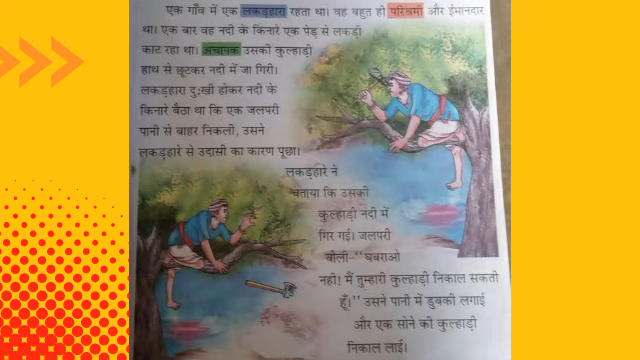 एक गाँव में एक लकड़हारा रहता था। वह बहुत ही परिश्रमी और ईमानदार
था। एक बार वह नदी के किनारे एक पेड़ से लकड़ी
काट रहा था। अचानक उसकी कुल्हाड़ी
हाथ से छूटकर नदी में जा गिरी।
लकड़हारा दुःखी होकर नदी के
किनारे बैठा था कि एक जलपरी
पानी से बाहर निकली, उसने
लकड़हारे से उदासी का कारण पूछा।
लकड़हारे ने
बताया कि उसकी
कुल्हाड़ी नदी में
गिर गई। जलपरी
बोली–"घबराओ
नहीं! मैं तुम्हारी कुल्हाड़ी निकाल सकती
हूँ।" उसने पानी में डुबकी लगाई
और एक सोने की कुल्हाड़ी
निकाल लाई।